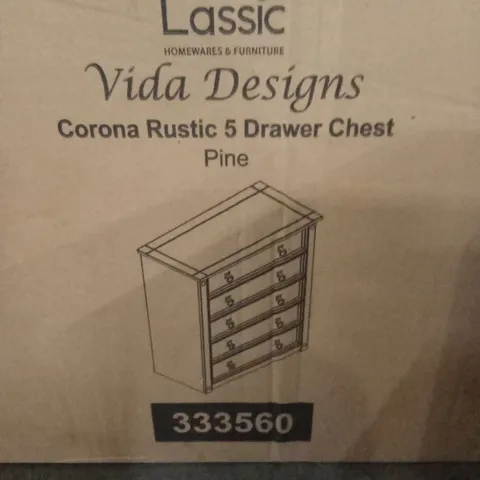 Lassic
HOMEWARES & FURNITURE
Vida Designs
Corona Rustic 5 Drawer Chest
Pine
333560